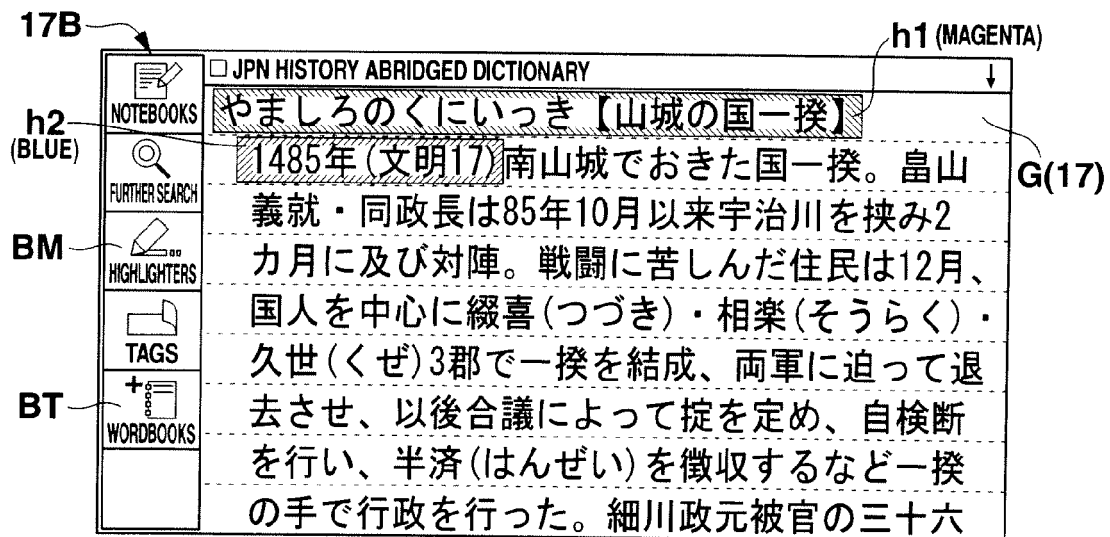 17B
h1 (MAGENTA)
□ JPN HISTORY ABRIDGED DICTIONARY ↓
NOTEBOOKS
やましろのくにいっき【山城の国一揆】
h2
(BLUE)
1485年(文明17)南山城でおきた国一揆。畠山
G(17)
FURTHER SEARCH
義就・同政長は85年10月以来宇治川を挟み2
BM
HIGHLIGHTERS
カ月に及び対陣。戦闘に苦しんだ住民は12月、
国人を中心に綴喜(つづき)・相楽(そうらく)・
TAGS
久世(くぜ)3郡で一揆を結成、両軍に迫って退
BT
WORDBOOKS
去させ、以後合議によって掟を定め、自検断
を行い、半済(はんぜい)を徴収するなど一揆
の手で行政を行った。細川政元被官の三十六